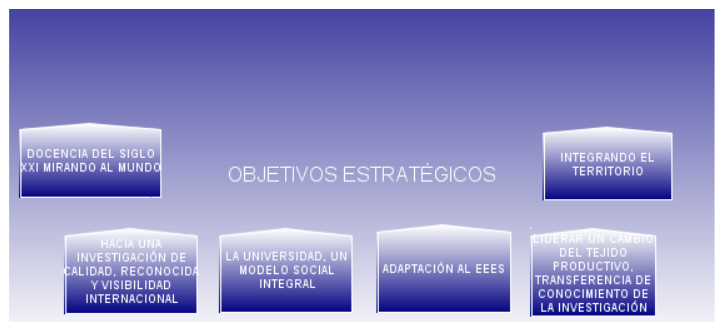 DOCENCIA DEL SIGLO
XXI MIRANDO AL MUNDO
OBJETIVOS ESTRATÉGICOS
INTEGRANDO EL
TERRITORIO
HACIA UNA
INVESTIGACIÓN DE
CALIDAD, RECONOCIDA
Y VISIBILIDAD
INTERNACIONAL
LA UNIVERSIDAD, UN
MODELO SOCIAL
INTEGRAL
ADAPTACIÓN AL EEES
LIDERAR UN CAMBIO
DEL TEJIDO
PRODUCTIVO,
TRANSFERENCIA DE
CONOCIMIENTO DE
LA INVESTIGACIÓN